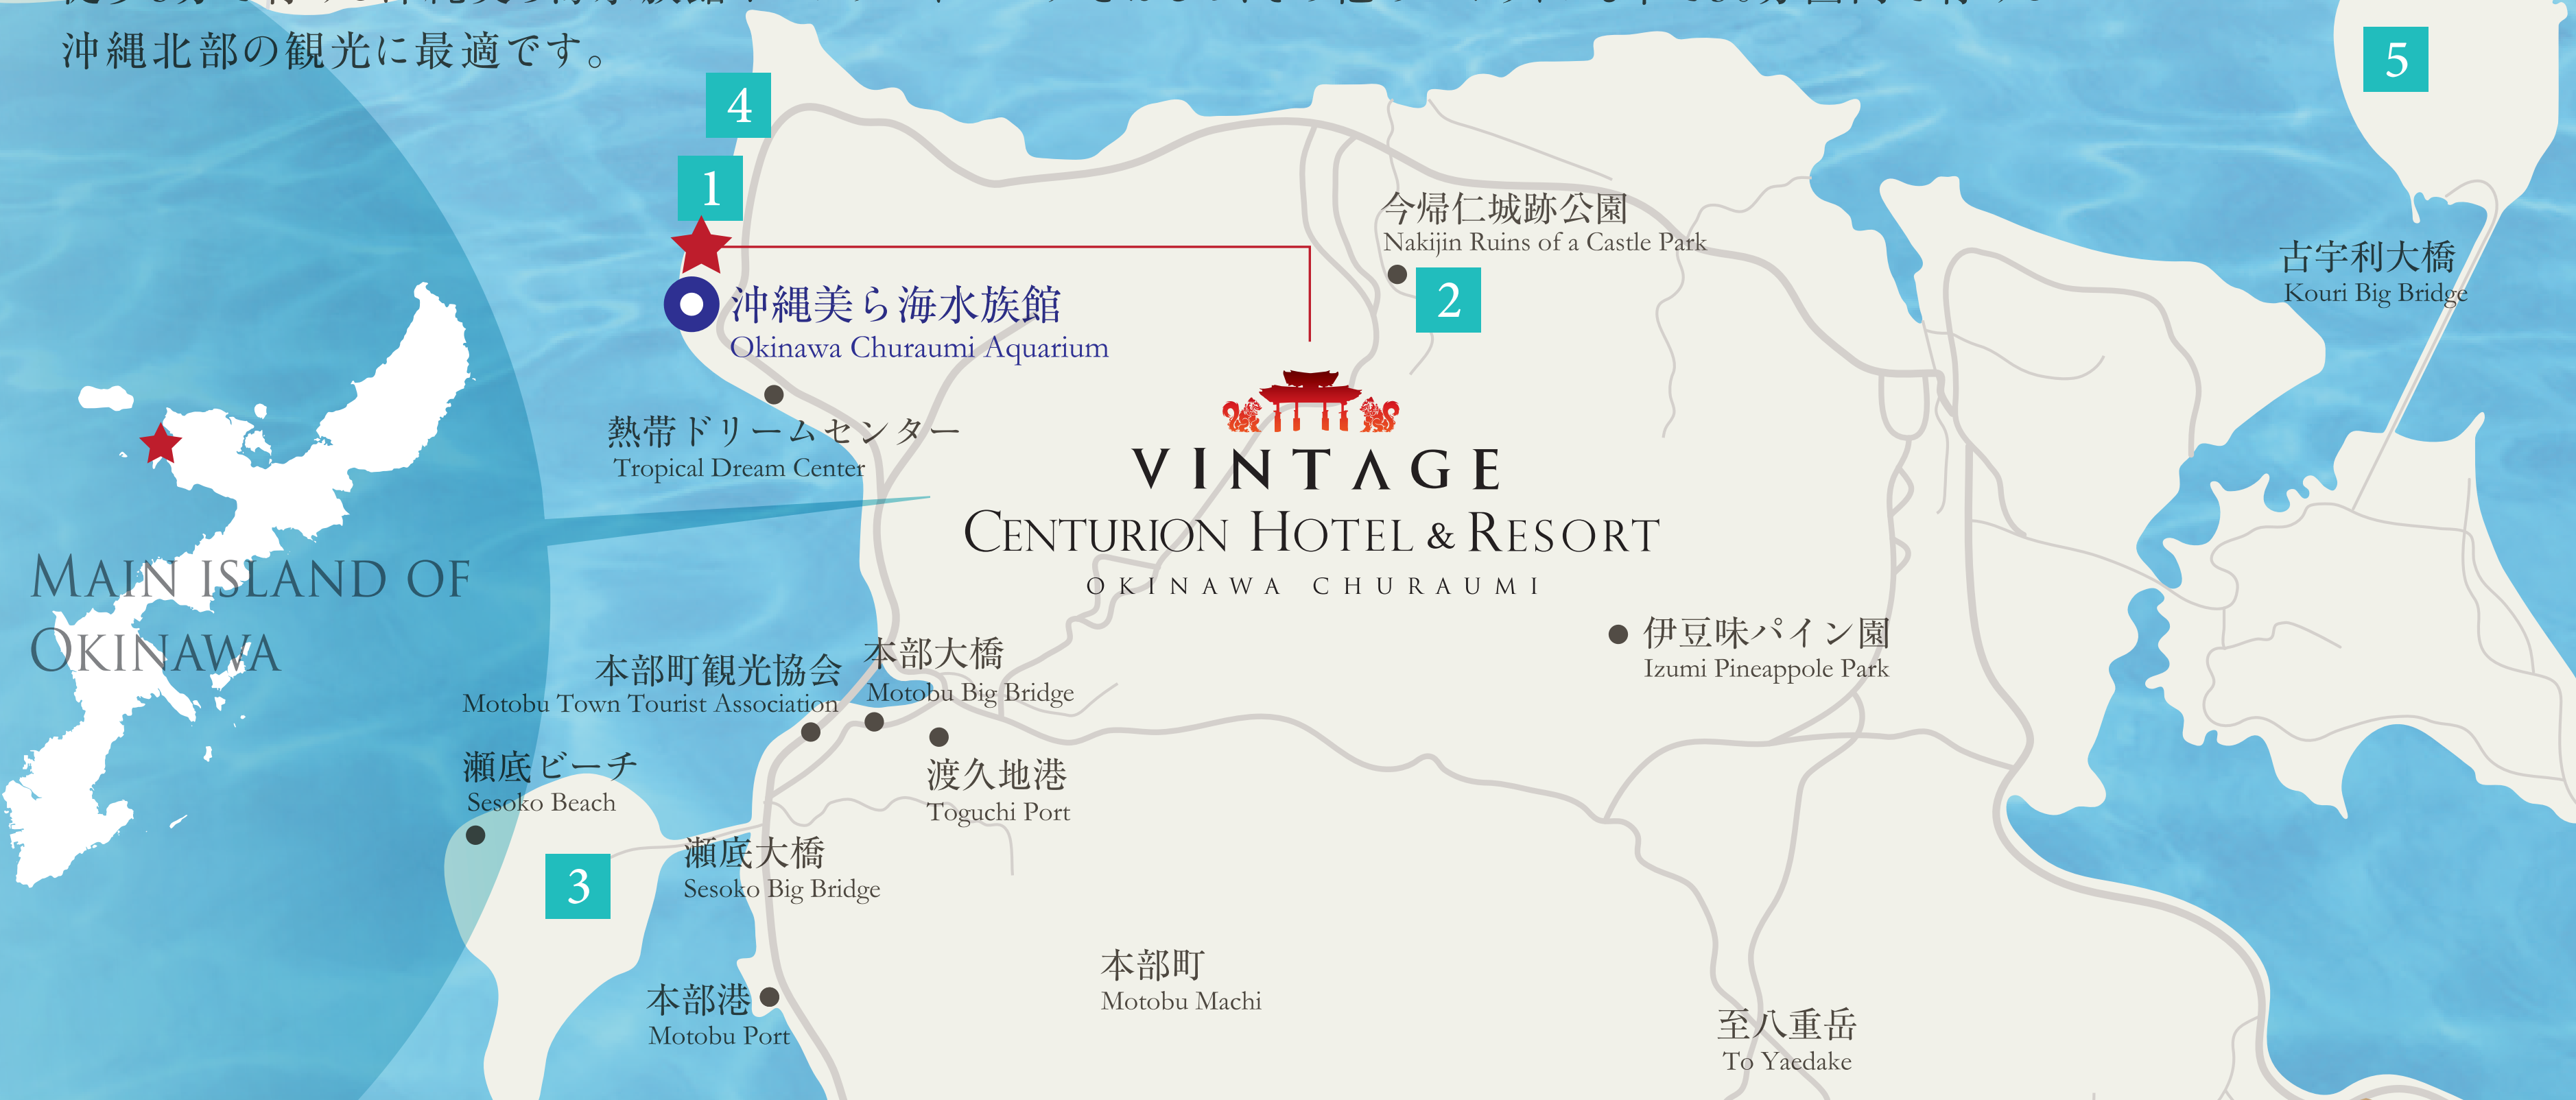 沖縄北部の観光に最適です。
5
4
1
今帰仁城跡公園
Nakijin Ruins of a Castle Park
2
古宇利大橋
Kouri Big Bridge
沖縄美ら海水族館
Okinawa Churaumi Aquarium
熱帯ドリームセンター
Tropical Dream Center
VINTAGE
CENTURION HOTEL & RESORT
OKINAWA CHURAUMI
MAIN ISLAND OF
OKINAWA
伊豆味パイン園
Izumi Pineappole Park
本部大橋
Motobu Big Bridge
本部町観光協会
Motobu Town Tourist Association
瀬底ビーチ
Sesoko Beach
渡久地港
Toguchi Port
瀬底大橋
Sesoko Big Bridge
3
本部町
Motobu Machi
本部港
Motobu Port
至八重岳
To Yaedake